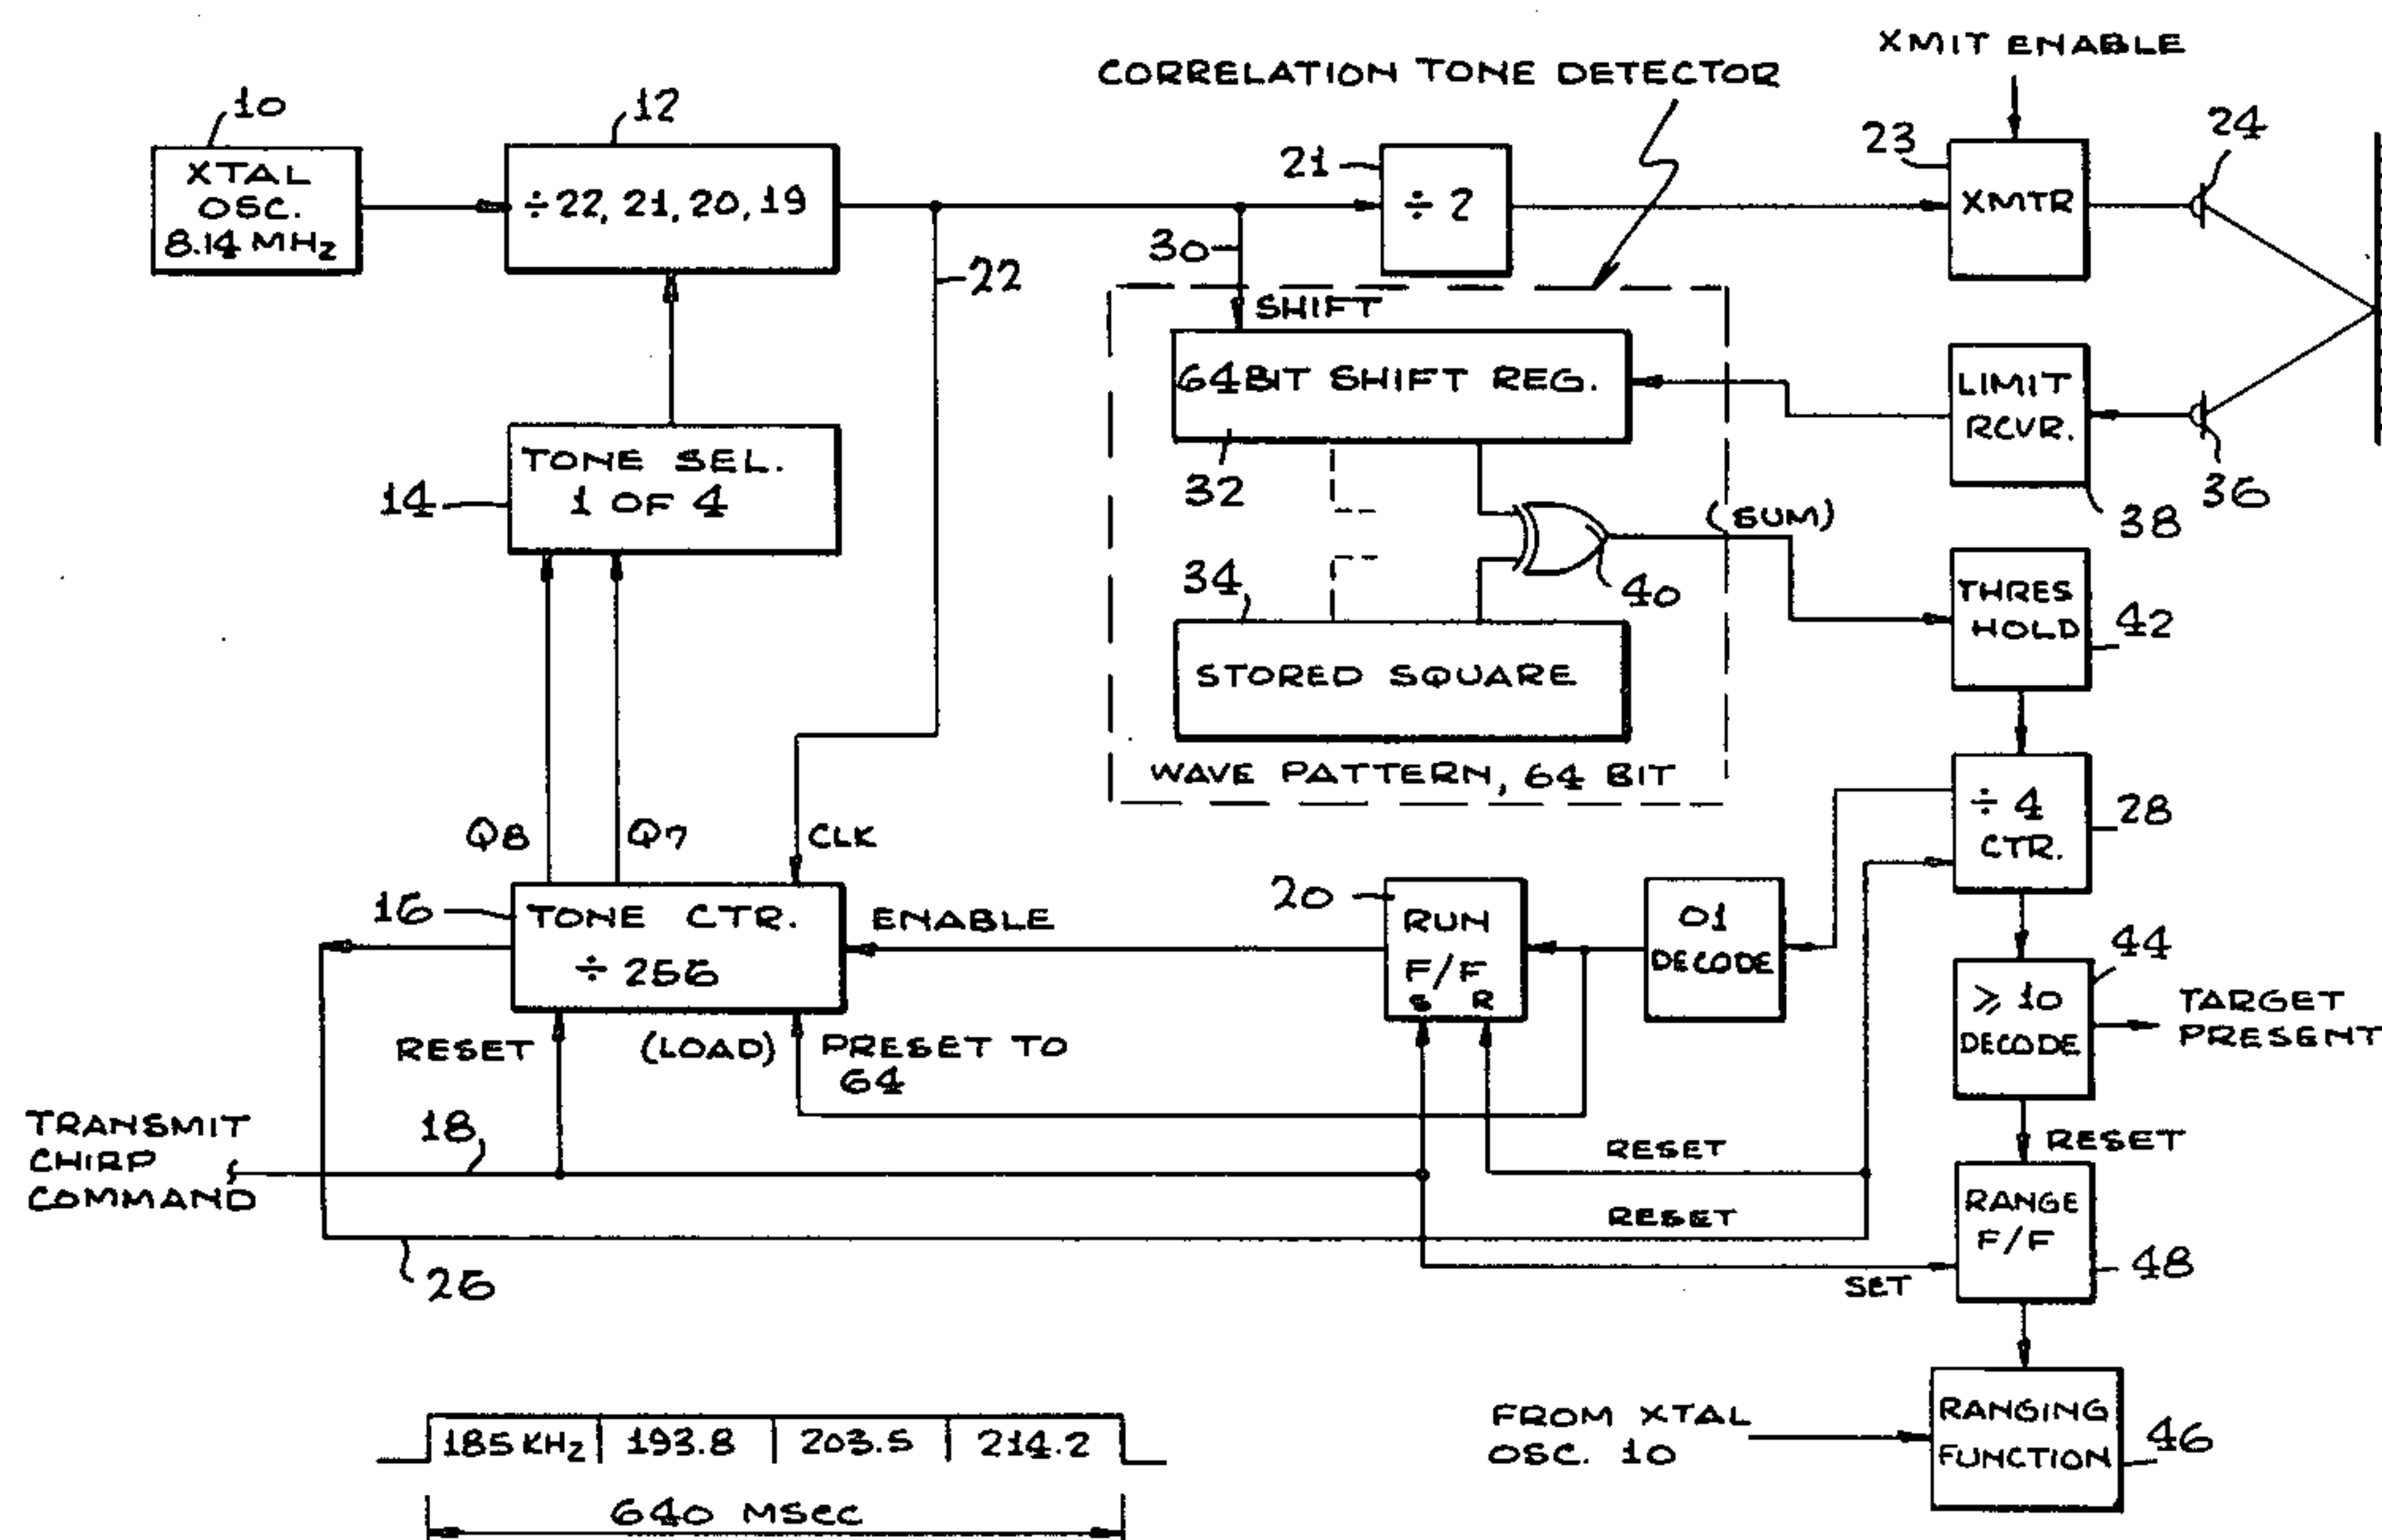 XMIT ENABLE
CORRELATION TONE DETECTOR
10
12
XTAL
OSC.
8.14 MHz
÷22, 21, 20, 19
21
÷ 2
23
XMTR
24
30
22
SHIFT
64 BIT SHIFT REG.
32
LIMIT
RCVR.
36
38
TONE SEL.
1 OF 4
14
(SUM)
40
34
STORED SQUARE
WAVE PATTERN, 64 BIT
THRES
HOLD
42
÷ 4
CTR.
28
Q8
Q7
CLK
16
TONE CTR.
÷ 256
ENABLE
20
RUN
F/F
S R
01
DECODE
44
≥ 10
DECODE
TARGET
PRESENT
RESET
(LOAD)
PRESET TO
64
TRANSMIT
CHIRP
COMMAND
18
RESET
RESET
RESET
26
SET
RANGE
F/F
48
185 KHz
193.8
203.5
214.2
640 MSEC
FROM XTAL
OSC. 10
RANGING
FUNCTION
46